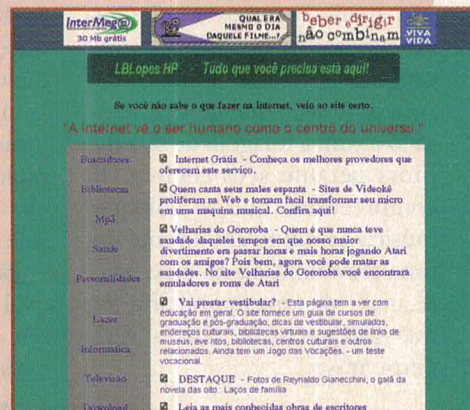 InterMeg@
30 Mb grátis
QUAL ERA
MESMO O DIA
DAQUELE FILME...?
beber e dirigir
não combinam
VIVA
VIDA
LBLopes HP - Tudo que você precisa está aqui!
Se você não sabe o que fazer na Internet, veio ao site certo.
"A internet vê o ser humano como o centro do universo."
Buscadores
Bibliotecas
Mp3
Saude
Personalidades
Lazer
Informatica
Televisão
Download
Internet Grátis - Conheça os melhores provedores que
oferecem este serviço.
Quem canta seus males espanta - Sites de Videokê
proliferam na Web e tornam fácil transformar seu micro
em uma maquina musical. Confira aqui!
Velharias do Gororoba - Quem é que nunca teve
saudade daqueles tempos em que nosso maior
divertimento era passar horas e mais horas jogando Atari
com os amigos? Pois bem, agora você pode matar as
saudades. No site Velharias do Gororoba você encontrará
emuladores e roms de Atari
Vai prestar vestibular? - Esta página tem a ver com
educação em geral. O site fornece um guia de cursos de
graduação e pós-graduação, dicas de vestibular, simulados,
endereços culturais, bibliotecas virtuais e sugestões de links de
museus, eve ntos, bibliotecas, centros culturais e outros
relacionados. Ainda tem um Jogo das Vocações. - um teste
vocacional.
DESTAQUE - Fotos de Reynaldo Gianecchini, o galã da
novela das oito : Laços de família
Leia as mais conhecidas obras de escritores